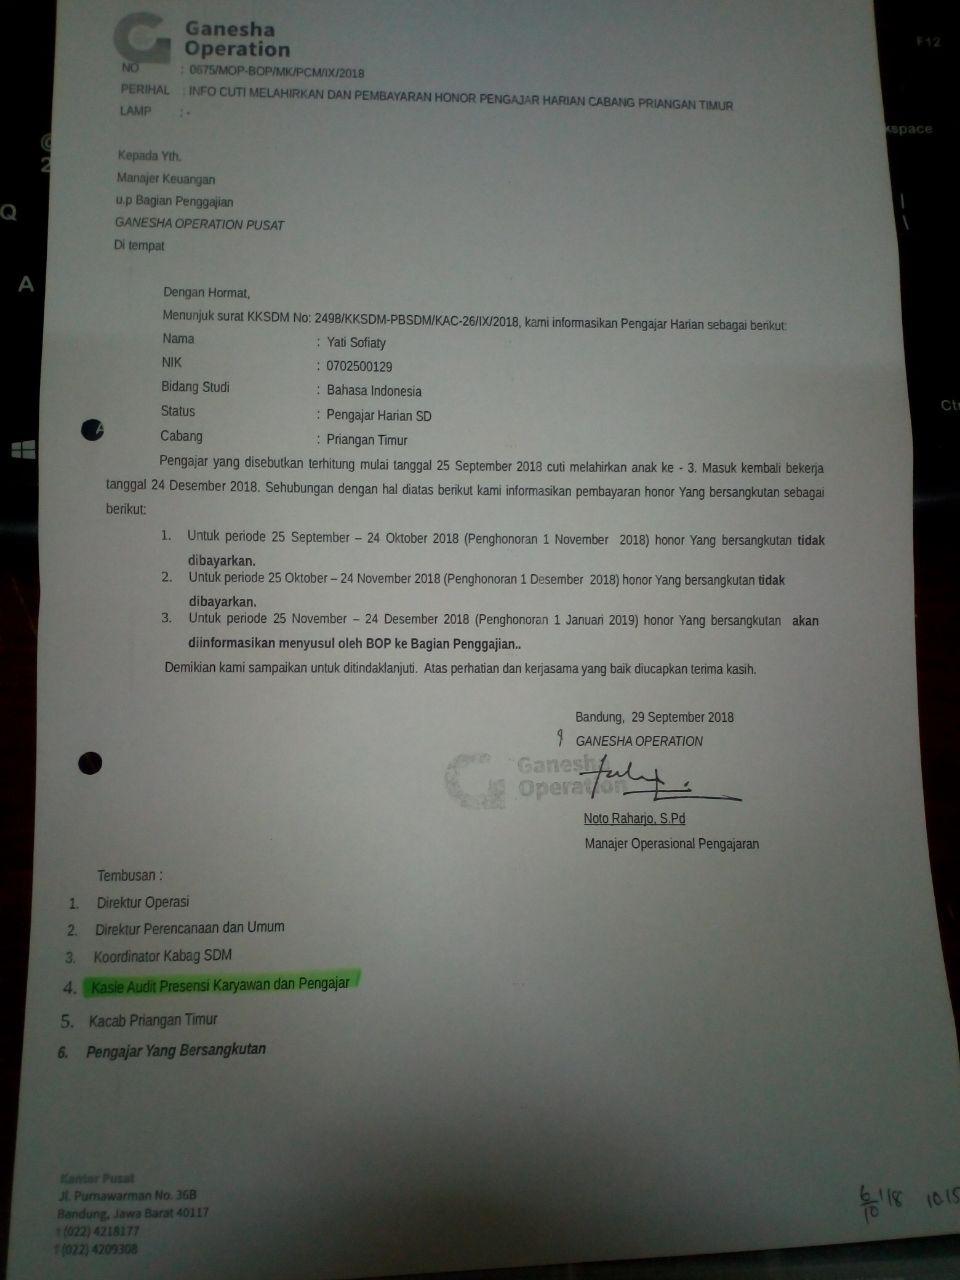 Ganesha
Operation
NO : 0675/MOP-BOP/MK/PCM/IX/2018
PERIHAL : INFO CUTI MELAHIRKAN DAN PEMBAYARAN HONOR PENGAJAR HARIAN CABANG PRIANGAN TIMUR
LAMP : -
Kepada Yth.
Manajer Keuangan
u.p Bagian Penggajian
GANESHA OPERATION PUSAT
Di tempat
Dengan Hormat,
Menunjuk surat KKSDM No: 2498/KKSDM-PBSDM/KAC-26/IX/2018, kami informasikan Pengajar Harian sebagai berikut:
Nama : Yati Sofiaty
NIK : 0702500129
Bidang Studi : Bahasa Indonesia
Status : Pengajar Harian SD
Cabang : Priangan Timur
Pengajar yang disebutkan terhitung mulai tanggal 25 September 2018 cuti melahirkan anak ke - 3. Masuk kembali bekerja
tanggal 24 Desember 2018. Sehubungan dengan hal diatas berikut kami informasikan pembayaran honor Yang bersangkutan sebagai
berikut:
1. Untuk periode 25 September – 24 Oktober 2018 (Penghonoran 1 November 2018) honor Yang bersangkutan tidak
dibayarkan.
2. Untuk periode 25 Oktober – 24 November 2018 (Penghonoran 1 Desember 2018) honor Yang bersangkutan tidak
dibayarkan.
3. Untuk periode 25 November – 24 Desember 2018 (Penghonoran 1 Januari 2019) honor Yang bersangkutan akan
diinformasikan menyusul oleh BOP ke Bagian Penggajian..
Demikian kami sampaikan untuk ditindaklanjuti. Atas perhatian dan kerjasama yang baik diucapkan terima kasih.
Bandung, 29 September 2018
GANESHA OPERATION
Ganesha
Operation
Noto Raharjo, S.Pd
Manajer Operasional Pengajaran
Tembusan :
1. Direktur Operasi
2. Direktur Perencanaan dan Umum
3. Koordinator Kabag SDM
4. Kasie Audit Presensi Karyawan dan Pengajar
5. Kacab Priangan Timur
6. Pengajar Yang Bersangkutan
Kantor Pusat
Jl. Purnawarman No. 36B
Bandung, Jawa Barat 40117
t (022) 4218177
f (022) 4209308
6/10 '18 10.15
F12
kspace
Q
A
2
Ctr